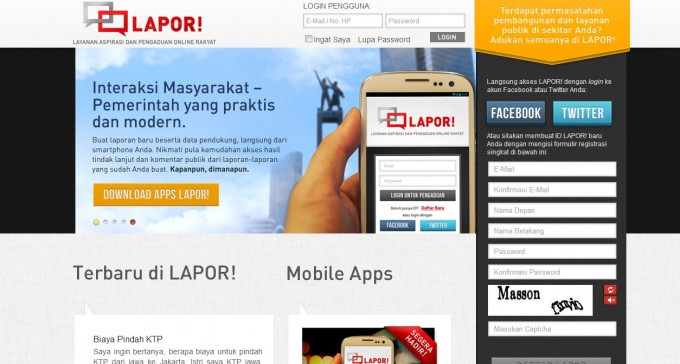 LAPOR!
LAYANAN ASPIRASI DAN PENGADUAN ONLINE RAKYAT
LOGIN PENGGUNA:
E-Mail / No. HP
Password
Ingat Saya
Lupa Password
LOGIN
Terdapat permasalahan
pembangunan dan layanan
publik di sekitar Anda?
Adukan semuanya di LAPOR!
Interaksi Masyarakat –
Pemerintah yang praktis
dan modern.
Buat laporan baru beserta data pendukung, langsung dari
smartphone Anda. Nikmati pula kemudahan akses hasil
tindak lanjut dan komentar publik dari laporan-laporan
yang sudah Anda buat. Kapanpun, dimanapun.
DOWNLOAD APPS LAPOR!
LAPOR!
LAYANAN ASPIRASI DAN PENGADUAN ONLINE RAKYAT
Email
Password
LOGIN UNTUK PENGADUAN
Belum punya ID? Daftar Baru
atau login dengan
FACEBOOK
TWITTER
Langsung akses LAPOR! dengan login ke
akun Facebook atau Twitter Anda:
FACEBOOK
TWITTER
Atau silakan membuat ID LAPOR! baru
Anda dengan mengisi formulir registrasi
singkat di bawah ini:
E-Mail
Konfirmasi E-Mail
Nama Depan
Nama Belakang
Password
Konfirmasi Password
Masson
Masukan Captcha
Terbaru di LAPOR!
Mobile Apps
Biaya Pindah KTP
Saya ingin bertanya, berapa biaya untuk pindah
KTP dari jawa ke Jakarta. Istri saya KTP jawa,
SEGERA
HADIR!
LAPOR!